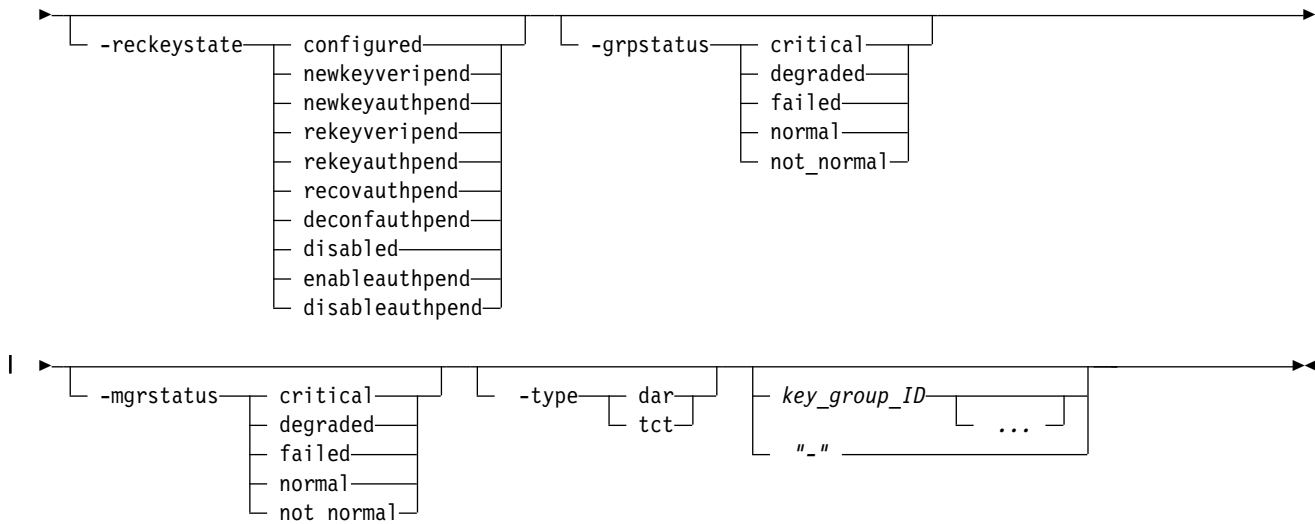 -reckeystate configured -grpstatus critical
newkeyveripend degraded
newkeyauthpend failed
rekeyveripend normal
rekeyauthpend not_normal
recovauthpend
deconfauthpend
disabled
enableauthpend
disableauthpend
-mgrstatus critical -type dar key_group_ID
degraded tct ...
failed "-"
normal
not normal